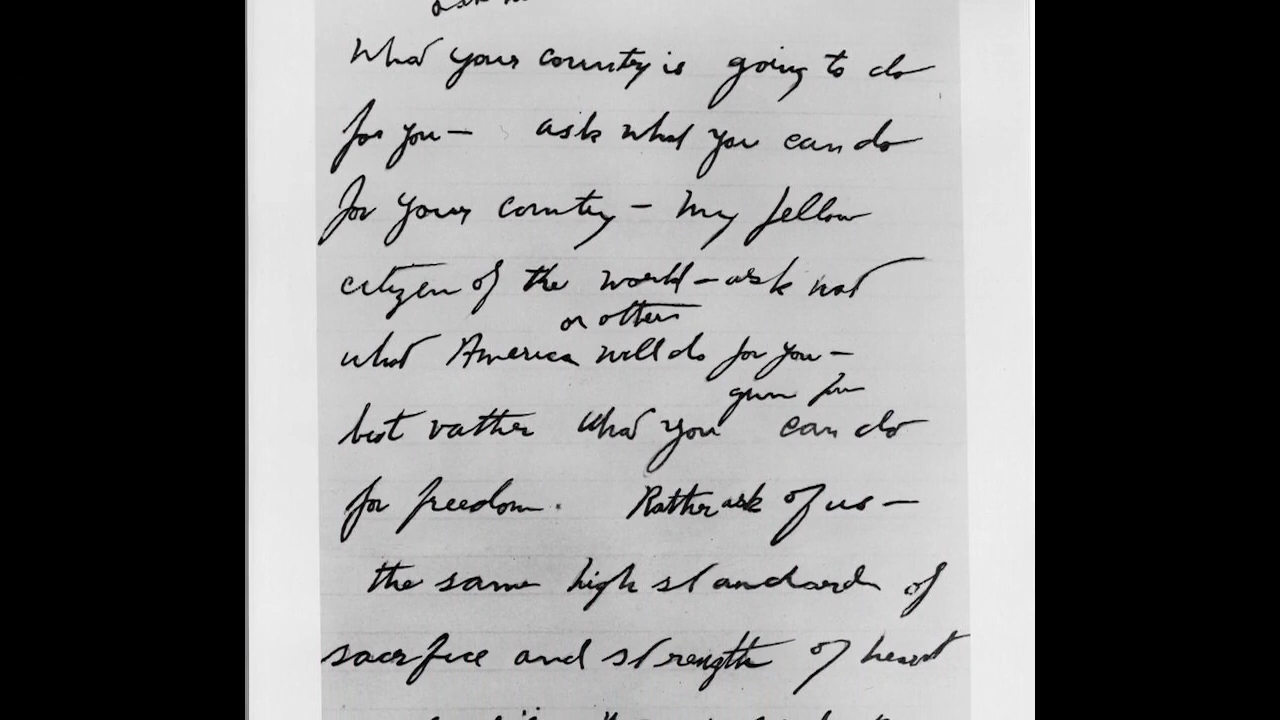 ask
what your country is going to do
for you — ask what you can do
for your country — my fellow
citizen of the world — ask not
or others
what America will do for you —
but rather what you can do
for freedom. Rather ask of us —
the same high standard of
sacrifice and strength of heart